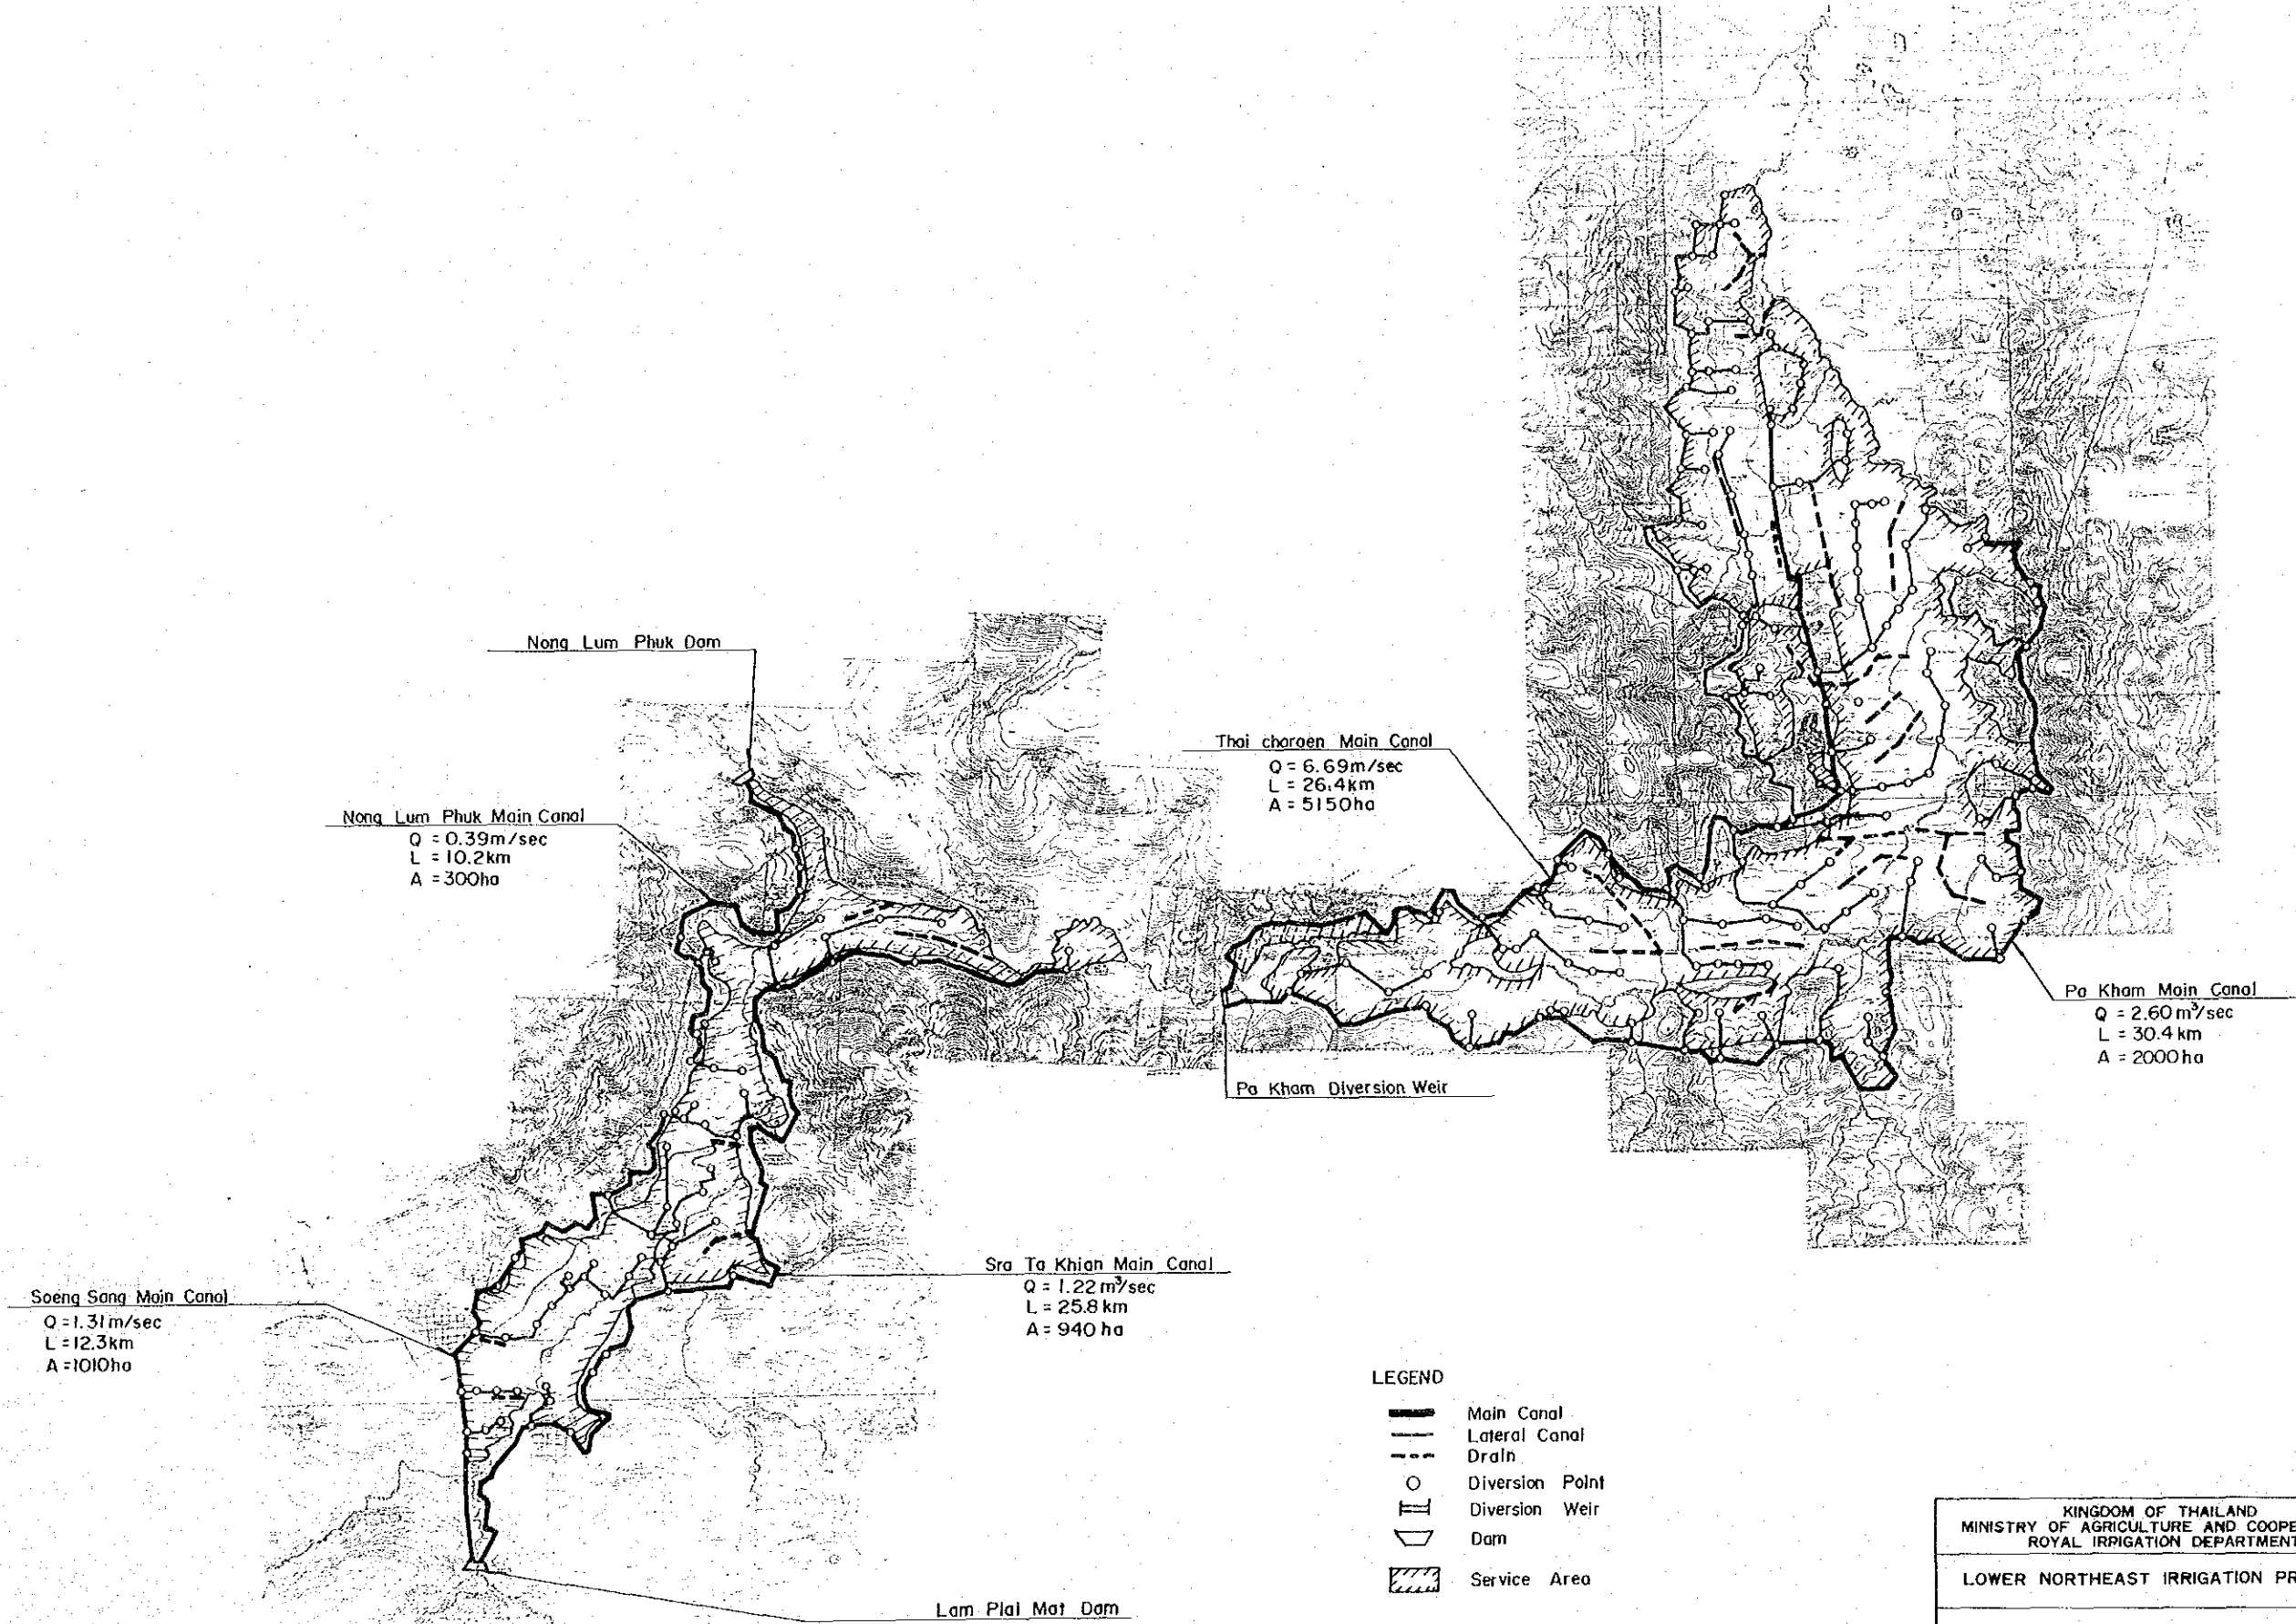 Nong Lum Phuk Dam
Nong Lum Phuk Main Canal
Q = 0.39m/sec
L = 10.2km
A = 300ha
Thai charoen Main Canal
Q = 6.69m/sec
L = 26.4km
A = 5150ha
Pa Kham Main Canal
Q = 2.60 m³/sec
L = 30.4 km
A = 2000ha
Pa Kham Diversion Weir
Sra Ta Khian Main Canal
Q = 1.22 m³/sec
L = 25.8 km
A = 940 ha
Soeng Sang Main Canal
Q = 1.31 m/sec
L = 12.3km
A = 1010ha
Lam Plai Mat Dam
LEGEND
Main Canal
Lateral Canal
Drain
Diversion Point
Diversion Weir
Dam
Service Area
KINGDOM OF THAILAND
MINISTRY OF AGRICULTURE AND COOPE
ROYAL IRRIGATION DEPARTMENT
LOWER NORTHEAST IRRIGATION PR